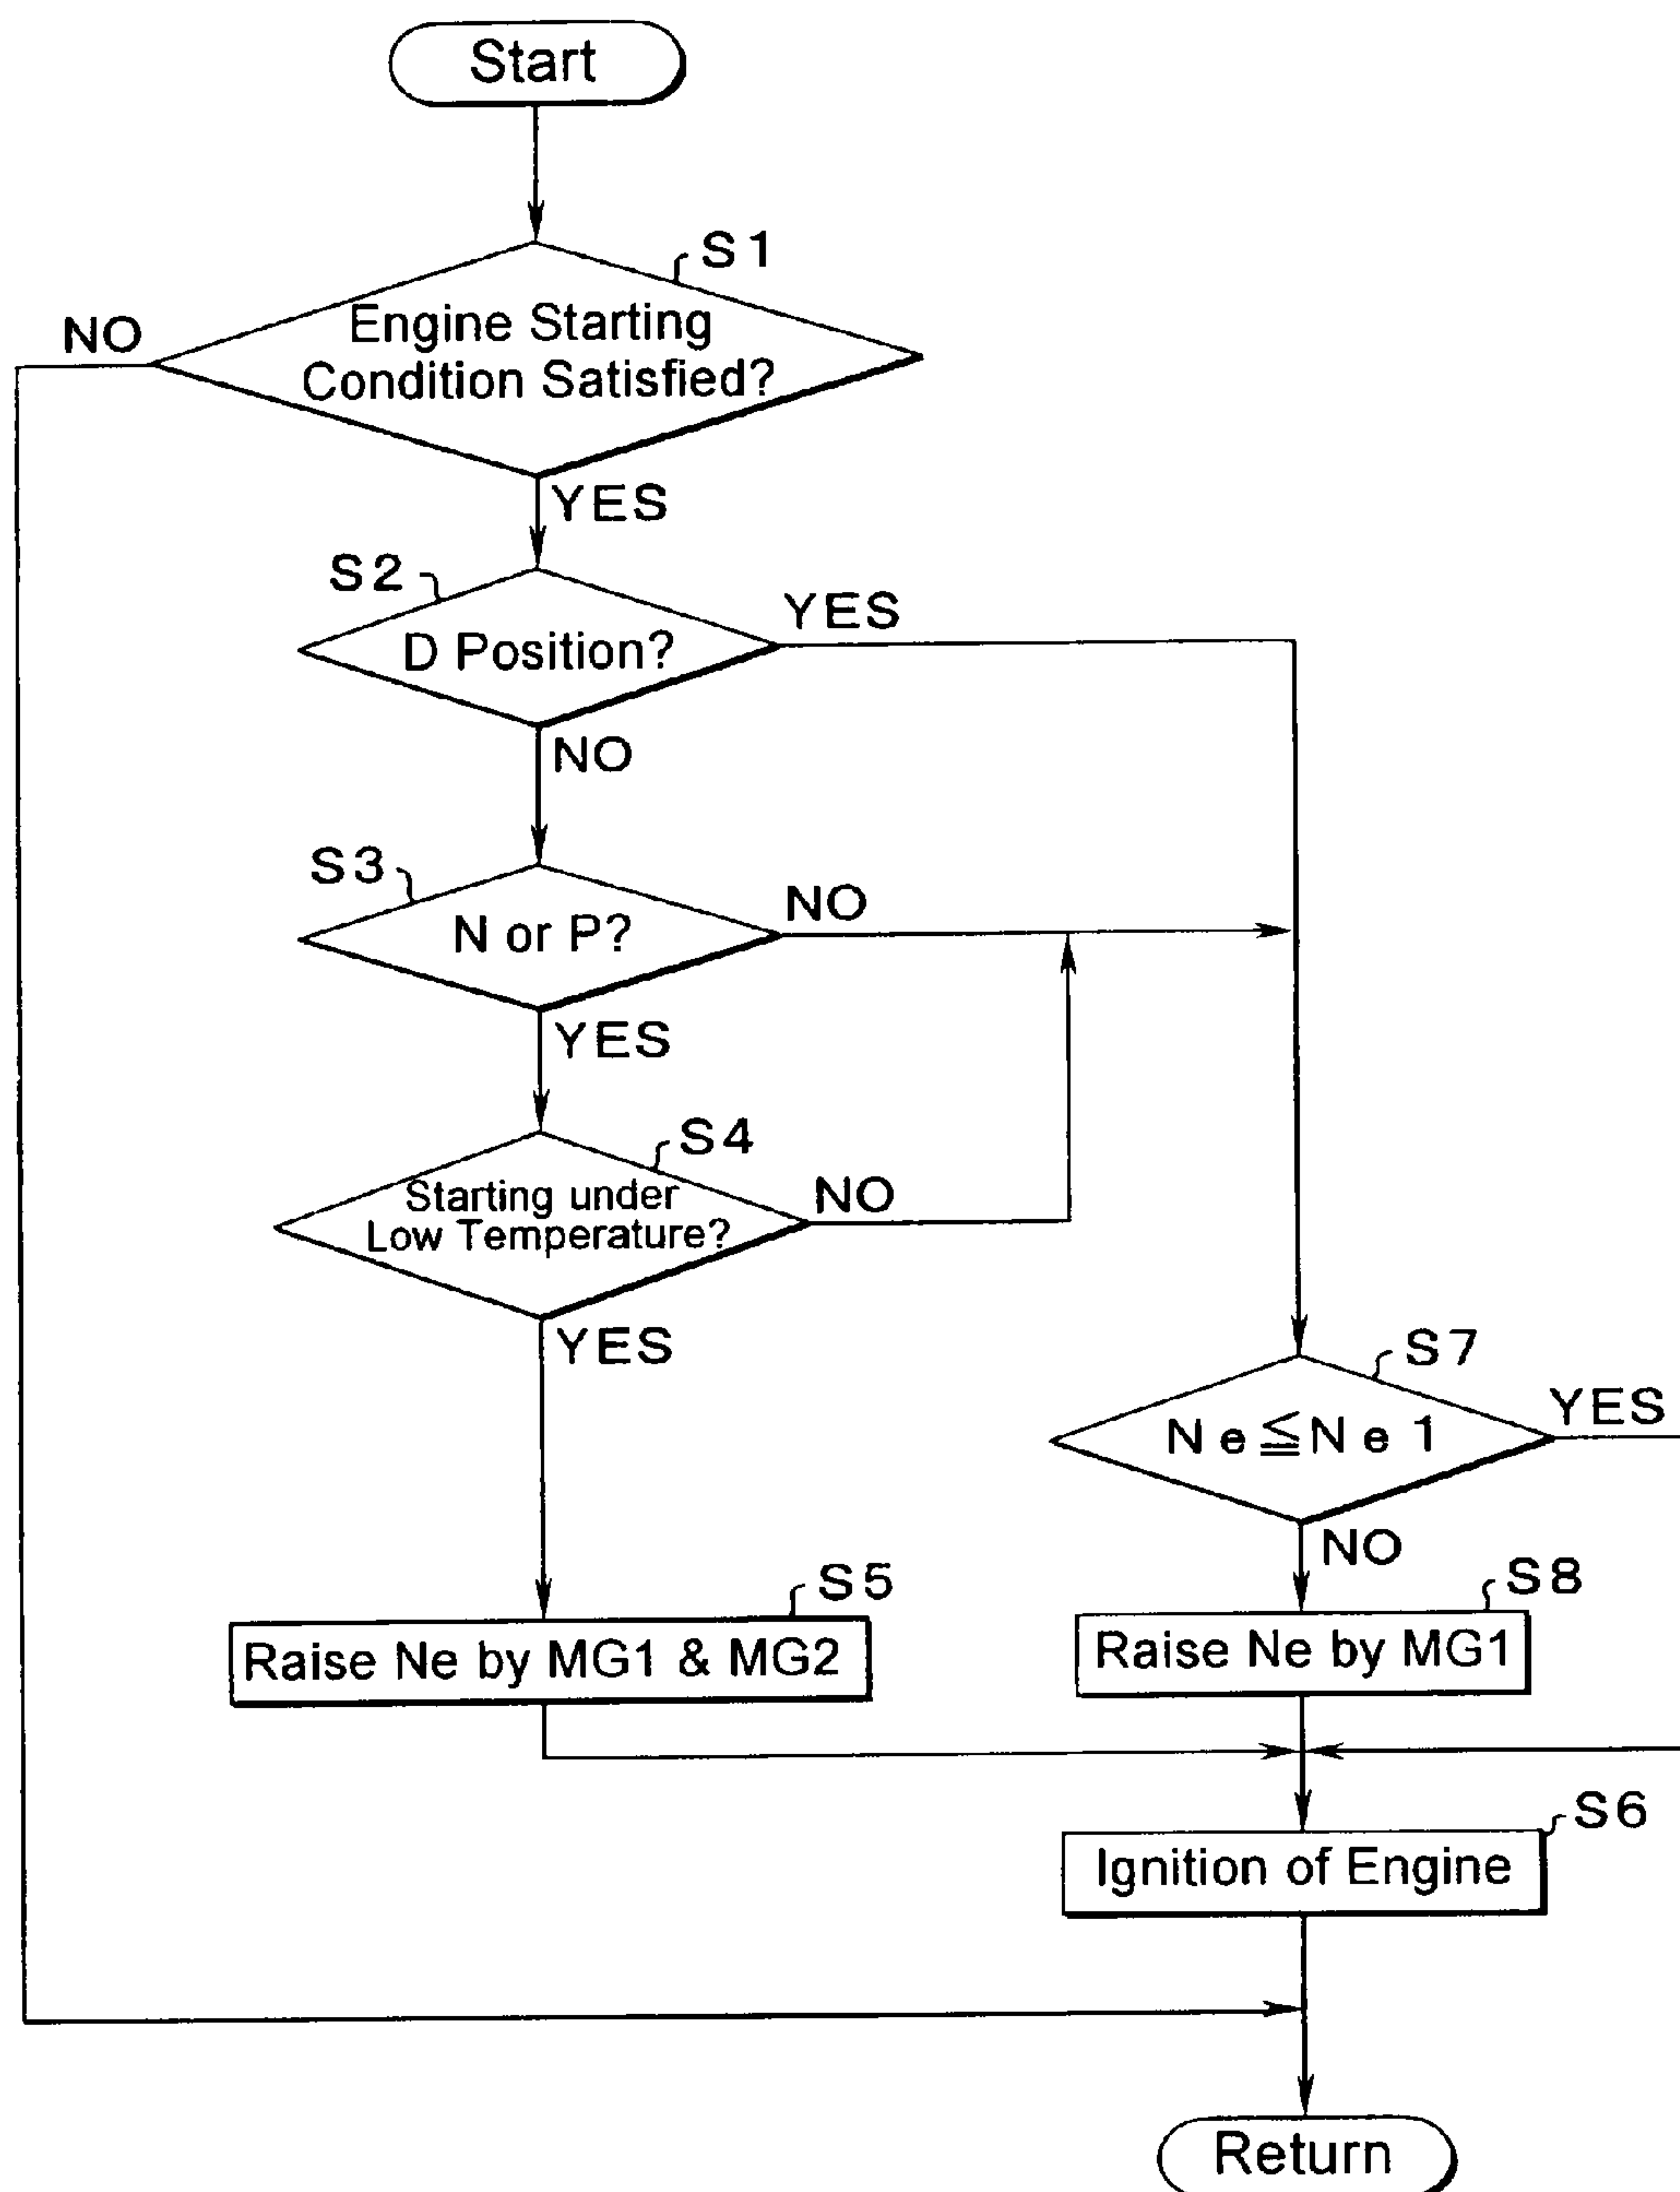 Start
S1
Engine Starting
Condition Satisfied?
NO
YES
S2
D Position?
YES
NO
S3
N or P?
NO
YES
S4
Starting under
Low Temperature?
NO
YES
S7
Ne≦Ne1
YES
NO
S5
Raise Ne by MG1 & MG2
S8
Raise Ne by MG1
S6
Ignition of Engine
Return